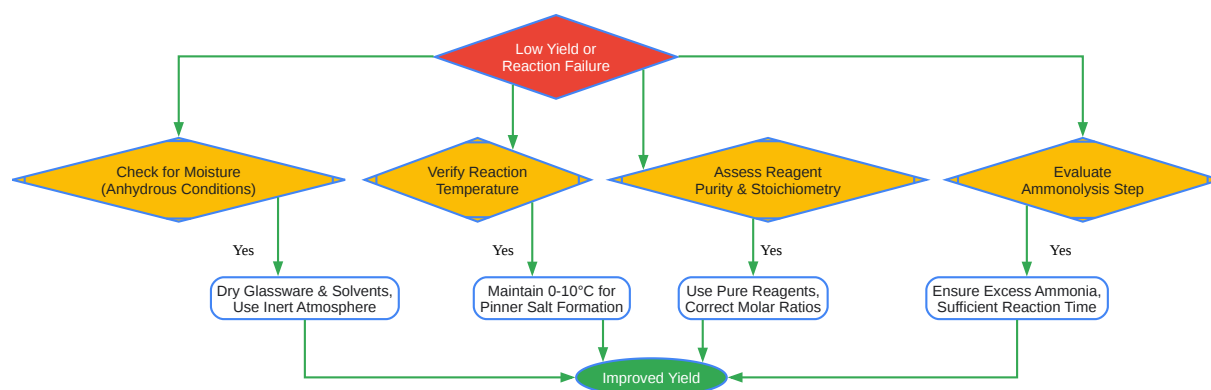 Low Yield or
Reaction Failure
Check for Moisture
(Anhydrous Conditions)
Verify Reaction
Temperature
Assess Reagent
Purity & Stoichiometry
Evaluate
Ammonolysis Step
Yes
Yes
Yes
Yes
Dry Glassware & Solvents,
Use Inert Atmosphere
Maintain 0-10°C for
Pinner Salt Formation
Use Pure Reagents,
Correct Molar Ratios
Ensure Excess Ammonia,
Sufficient Reaction Time
Improved Yield